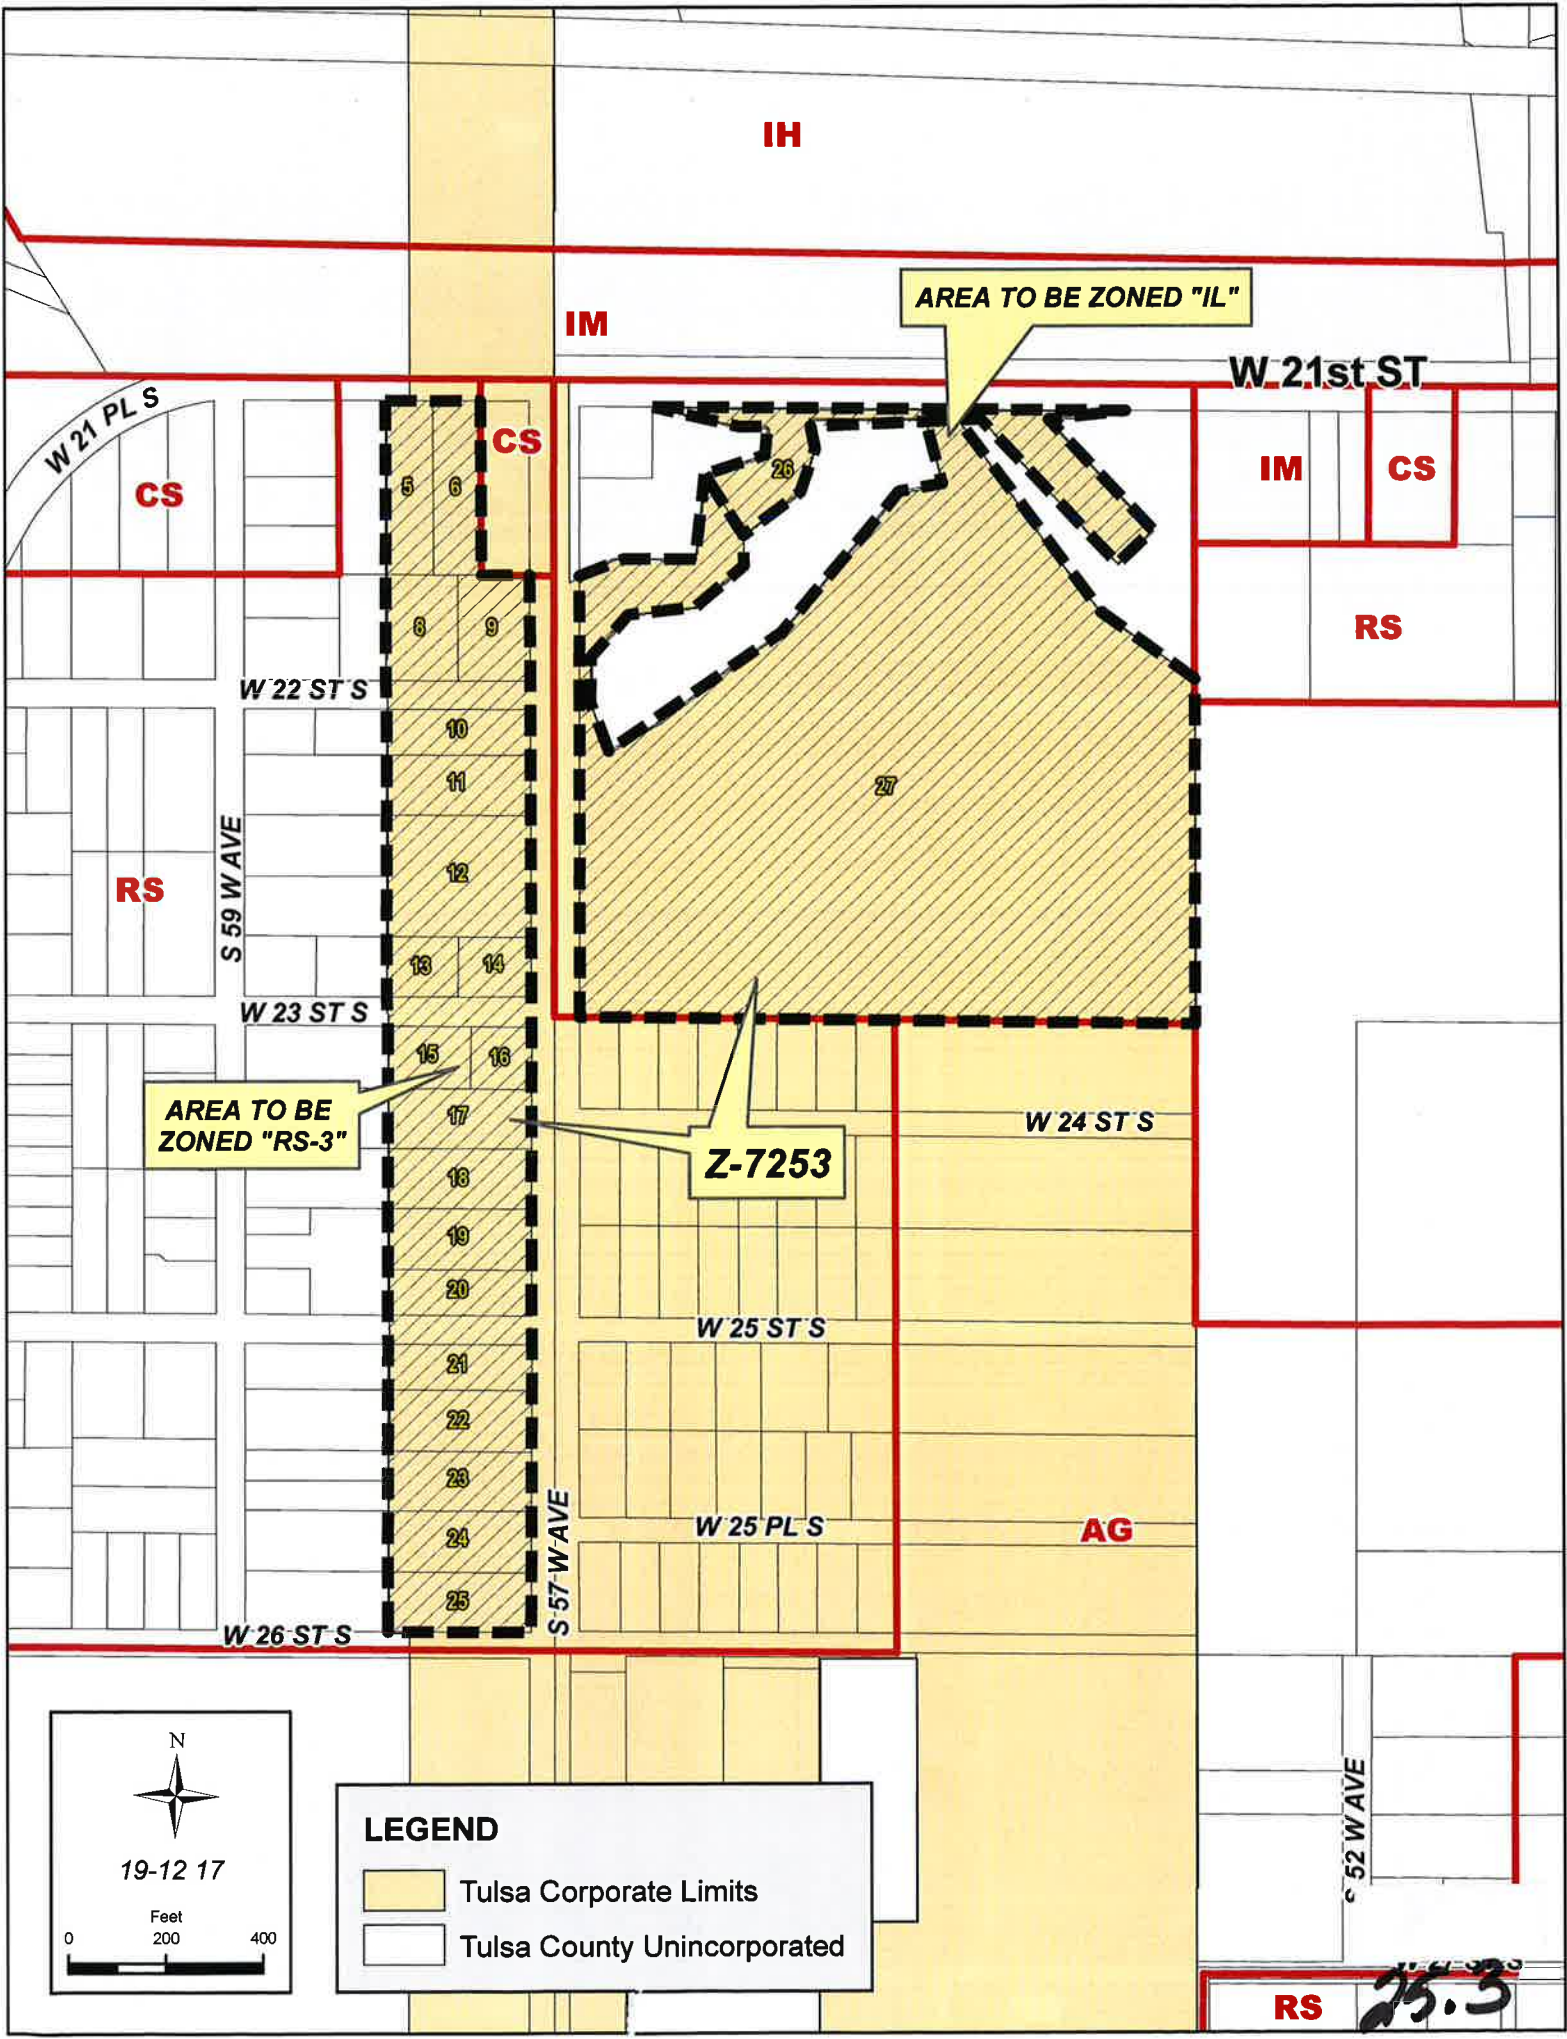 IH
AREA TO BE ZONED "IL"
IM
W 21st ST
W 21 PL S
CS
CS
IM
CS
5
6
26
8
9
RS
W 22 ST S
10
11
27
12
RS
S 59 W AVE
13
14
W 23 ST S
15
16
AREA TO BE
ZONED "RS-3"
17
W 24 ST S
Z-7253
18
19
20
W 25 ST S
21
22
23
S 57 W AVE
W 25 PL S
AG
24
25
W 26 ST S
N
19-12 17
Feet
0 200 400
LEGEND
Tulsa Corporate Limits
Tulsa County Unincorporated
52 W AVE
RS
25.3